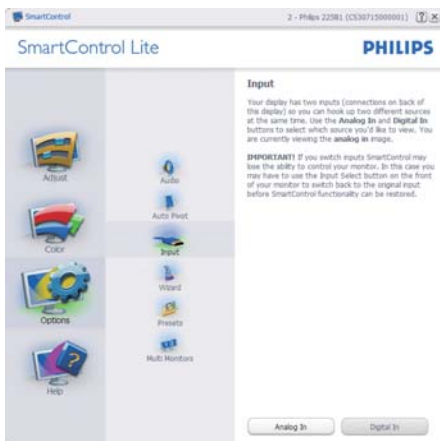 SmartControl
2 - Philips 225B1 (CS30715000001)
SmartControl Lite
PHILIPS
Adjust
Color
Options
Help
Audio
Auto Pivot
Input
Wizard
Presets
Multi Monitors
Input
Your display has two inputs (connections on back of
this display) so you can hook up two different sources
at the same time. Use the Analog In and Digital In
buttons to select which source you'd like to view. You
are currently viewing the analog in image.
IMPORTANT! If you switch inputs SmartControl may
lose the ability to control your monitor. In this case you
may have to use the Input Select button on the front
of your monitor to switch back to the original input
before SmartControl functionality can be restored.
Analog In
Digital In